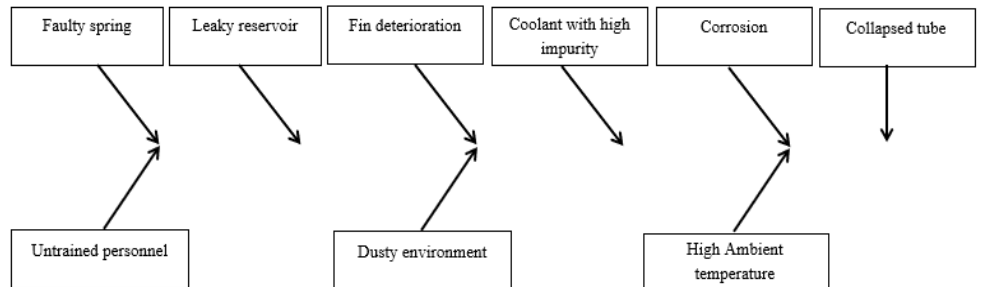 Faulty spring
Leaky reservoir
Fin deterioration
Coolant with high
impurity
Corrosion
Collapsed tube
Untrained personnel
Dusty environment
High Ambient
temperature